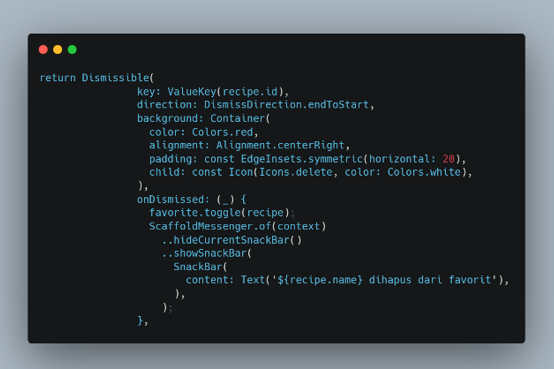 return Dismissible(
key: ValueKey(recipe.id),
direction: DismissDirection.endToStart,
background: Container(
color: Colors.red,
alignment: Alignment.centerRight,
padding: const EdgeInsets.symmetric(horizontal: 20),
child: const Icon(Icons.delete, color: Colors.white),
),
onDismissed: (_) {
favorite.toggle(recipe);
ScaffoldMessenger.of(context)
..hideCurrentSnackBar()
..showSnackBar(
SnackBar(
content: Text('${recipe.name} dihapus dari favorit'),
),
);
},